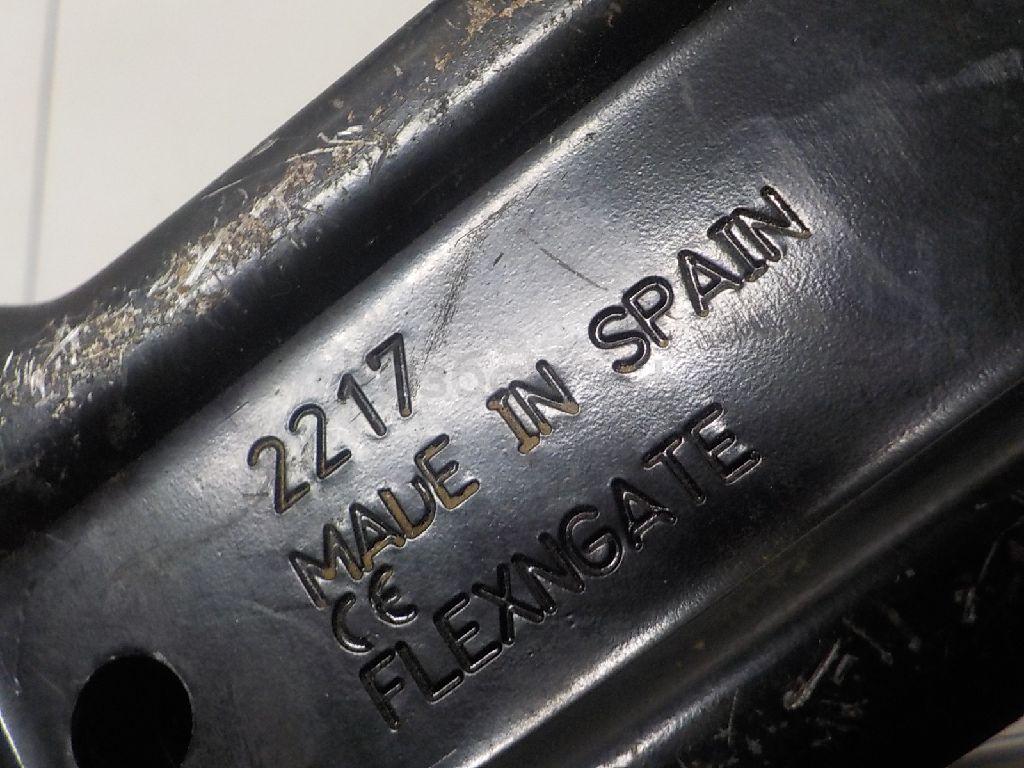 2217
MADE IN SPAIN
CE
FLEXNGATE